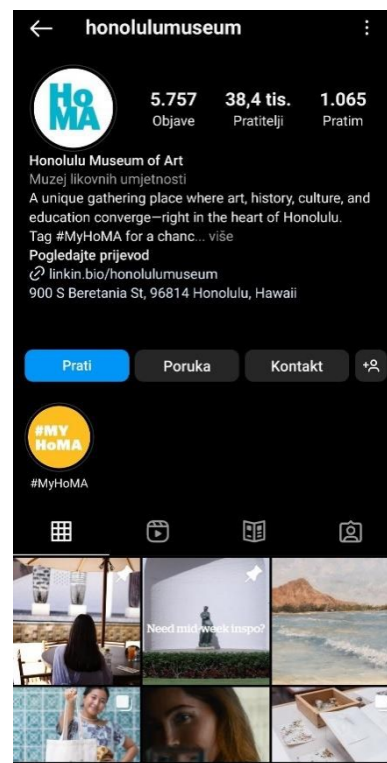 honolulumuseum
HoMA
5.757 38,4 tis. 1.065
Objave Pratitelji Pratim
Honolulu Museum of Art
Muzej likovnih umjetnosti
A unique gathering place where art, history, culture, and
education converge—right in the heart of Honolulu.
Tag #MyHoMA for a chanc... više
Pogledajte prijevod
linkin.bio/honolulumuseum
900 S Beretania St, 96814 Honolulu, Hawaii
Prati Poruka Kontakt
#MY
HoMA
#MyHoMA
Need mid-week inspo?